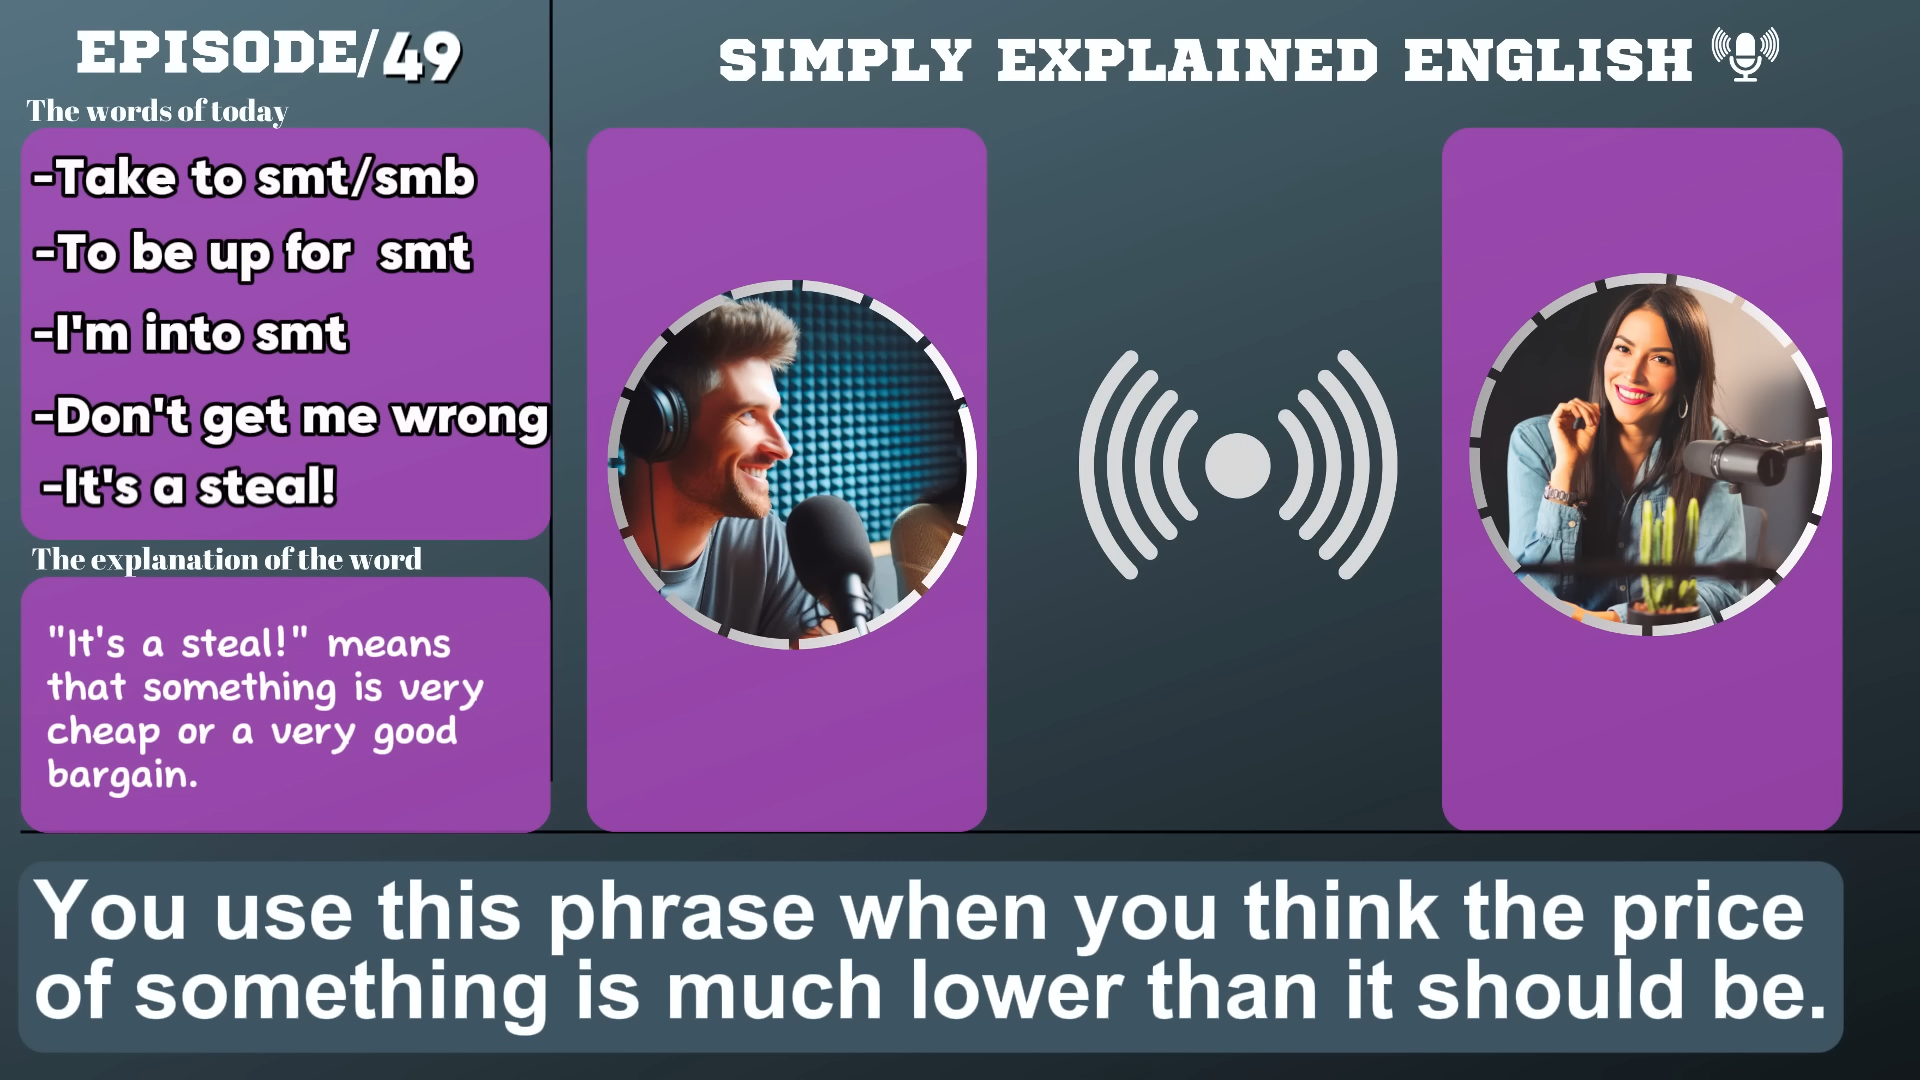 EPISODE/49
SIMPLY EXPLAINED ENGLISH
The words of today
-Take to smt/smb
-To be up for smt
-I'm into smt
-Don't get me wrong
-It's a steal!
The explanation of the word
"It's a steal!" means
that something is very
cheap or a very good
bargain.
You use this phrase when you think the price
of something is much lower than it should be.